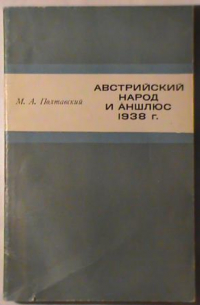 М. А. Полтавский
АВСТРИЙСКИЙ
НАРОД
И АНШЛЮС
1938 г.